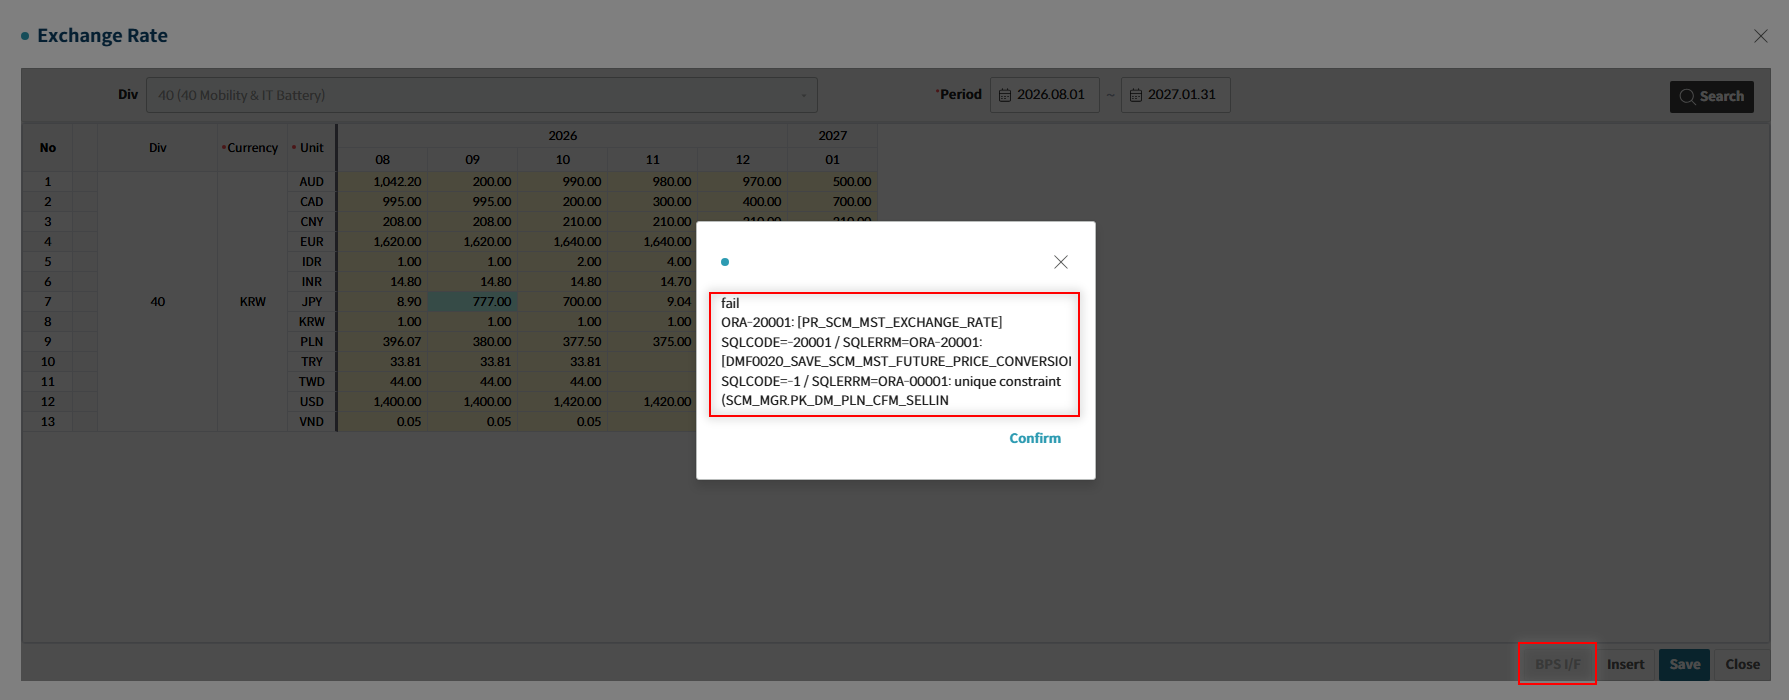 Exchange Rate
Div 40 (40 Mobility & IT Battery) *Period 2026.08.01 ~ 2027.01.31 Search
No Div *Currency *Unit 2026 2027
08 09 10 11 12 01
1 AUD 1,042.20 200.00 990.00 980.00 970.00 500.00
2 CAD 995.00 995.00 200.00 300.00 400.00 700.00
3 CNY 208.00 208.00 210.00 210.00 210.00 210.00
4 EUR 1,620.00 1,620.00 1,640.00 1,640.00
5 IDR 1.00 1.00 2.00 4.00
6 INR 14.80 14.80 14.80 14.70
7 40 KRW JPY 8.90 777.00 700.00 9.04
8 KRW 1.00 1.00 1.00 1.00
9 PLN 396.07 380.00 377.50 375.00
10 TRY 33.81 33.81 33.81
11 TWD 44.00 44.00 44.00
12 USD 1,400.00 1,400.00 1,420.00 1,420.00
13 VND 0.05 0.05 0.05
fail
ORA-20001: [PR_SCM_MST_EXCHANGE_RATE]
SQLCODE=-20001 / SQLERRM=ORA-20001:
[DMF0020_SAVE_SCM_MST_FUTURE_PRICE_CONVERSION
SQLCODE=-1 / SQLERRM=ORA-00001: unique constraint
(SCM_MGR.PK_DM_PLN_CFM_SELLIN
Confirm
BPS I/F Insert Save Close